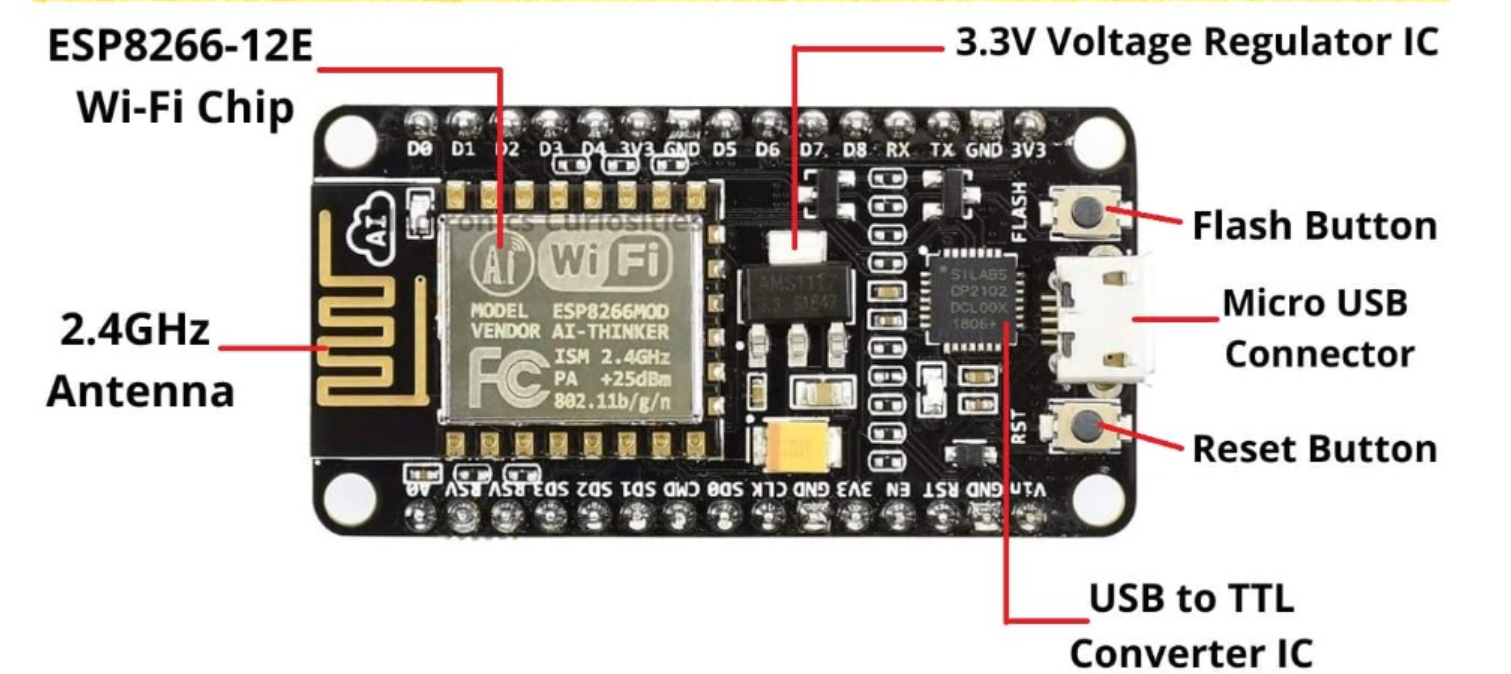 ESP8266-12E
Wi-Fi Chip
3.3V Voltage Regulator IC
D0 D1 D2 D3 D4 3V3 GND D5 D6 D7 D8 RX TX GND 3V3
FLASH
Flash Button
AI
tronics Curiosities
Ai
Wi Fi
MODEL ESP8266MOD
VENDOR AI-THINKER
FC ISM 2.4GHz
PA +25dBm
802.11b/g/n
AMS1117
3.3
SILABS
CP2102
DCL00X
1806+
2.4GHz
Antenna
Micro USB
Connector
RST
Reset Button
A0 RSV RSV SD3 SD2 SD1 CMD SD0 CLK GND 3V3 EN RST GND Vin
USB to TTL
Converter IC